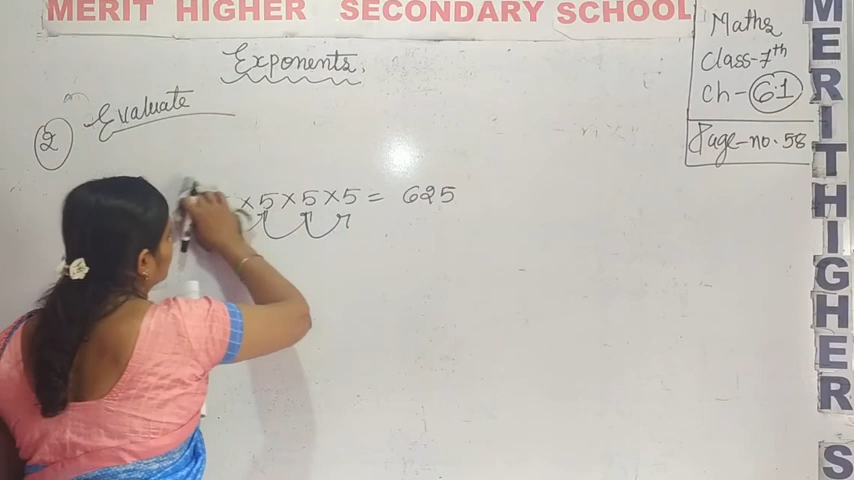 MERIT HIGHER SECONDARY SCHOOL
Maths
Class-7th
Ch-6.1
Page-no.58
Exponents.
2 Evaluate
×5×5×5= 625
MERIT HIGHER S